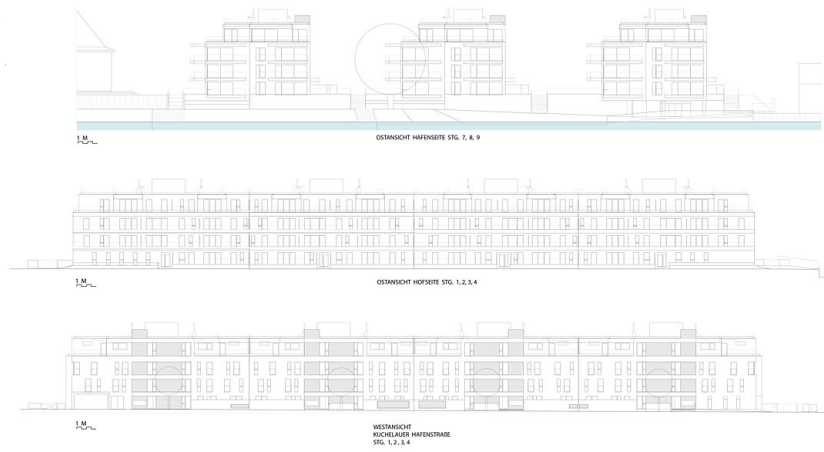 1 M
OSTANSICHT HAFENSEITE STG. 7, 8, 9
1 M
OSTANSICHT HOFSEITE STG. 1, 2, 3, 4
1 M
WESTANSICHT
KUCHELAUER HAFENSTRAßE
STG. 1, 2, 3, 4